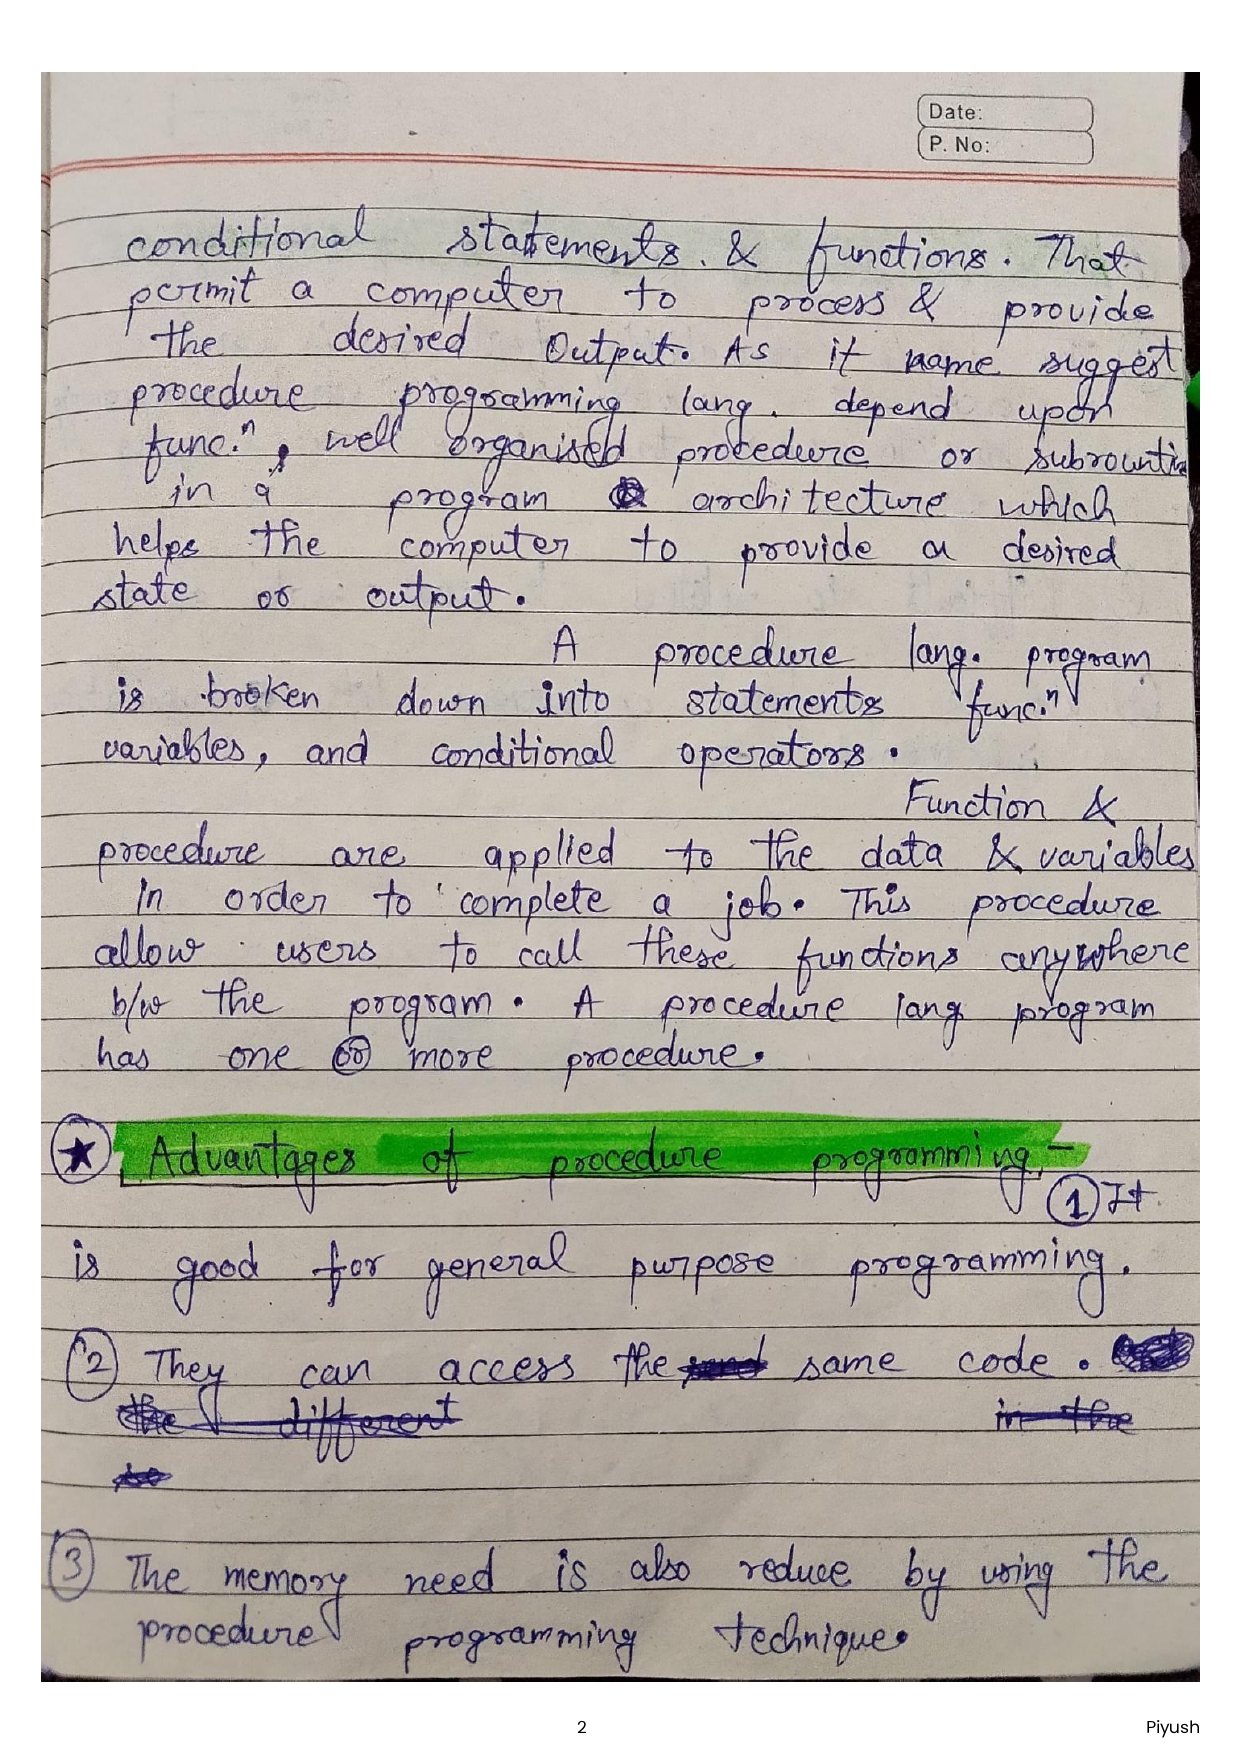 Date:
P. No:
conditional statements. & functions. That
permit a computer to process & provide
the desired Output. As it name suggest
procedure programming lang. depend upon
func.ⁿ, well organised procedure or subrountin
in a program architecture which
helps the computer to provide a desired
state or output.
A procedure lang. program
is broken down into statements func.ⁿ
variables, and conditional operators.
Function &
procedure are applied to the data & variables
in order to complete a job. This procedure
allow users to call these functions anywhere
b/w the program. A procedure lang program
has one or more procedure.
★ Advantages of procedure programming.-
① It
is good for general purpose programming.
② They can access the same code.
the different in the
③ The memory need is also reduce by using the
procedure programming technique.
2 Piyush